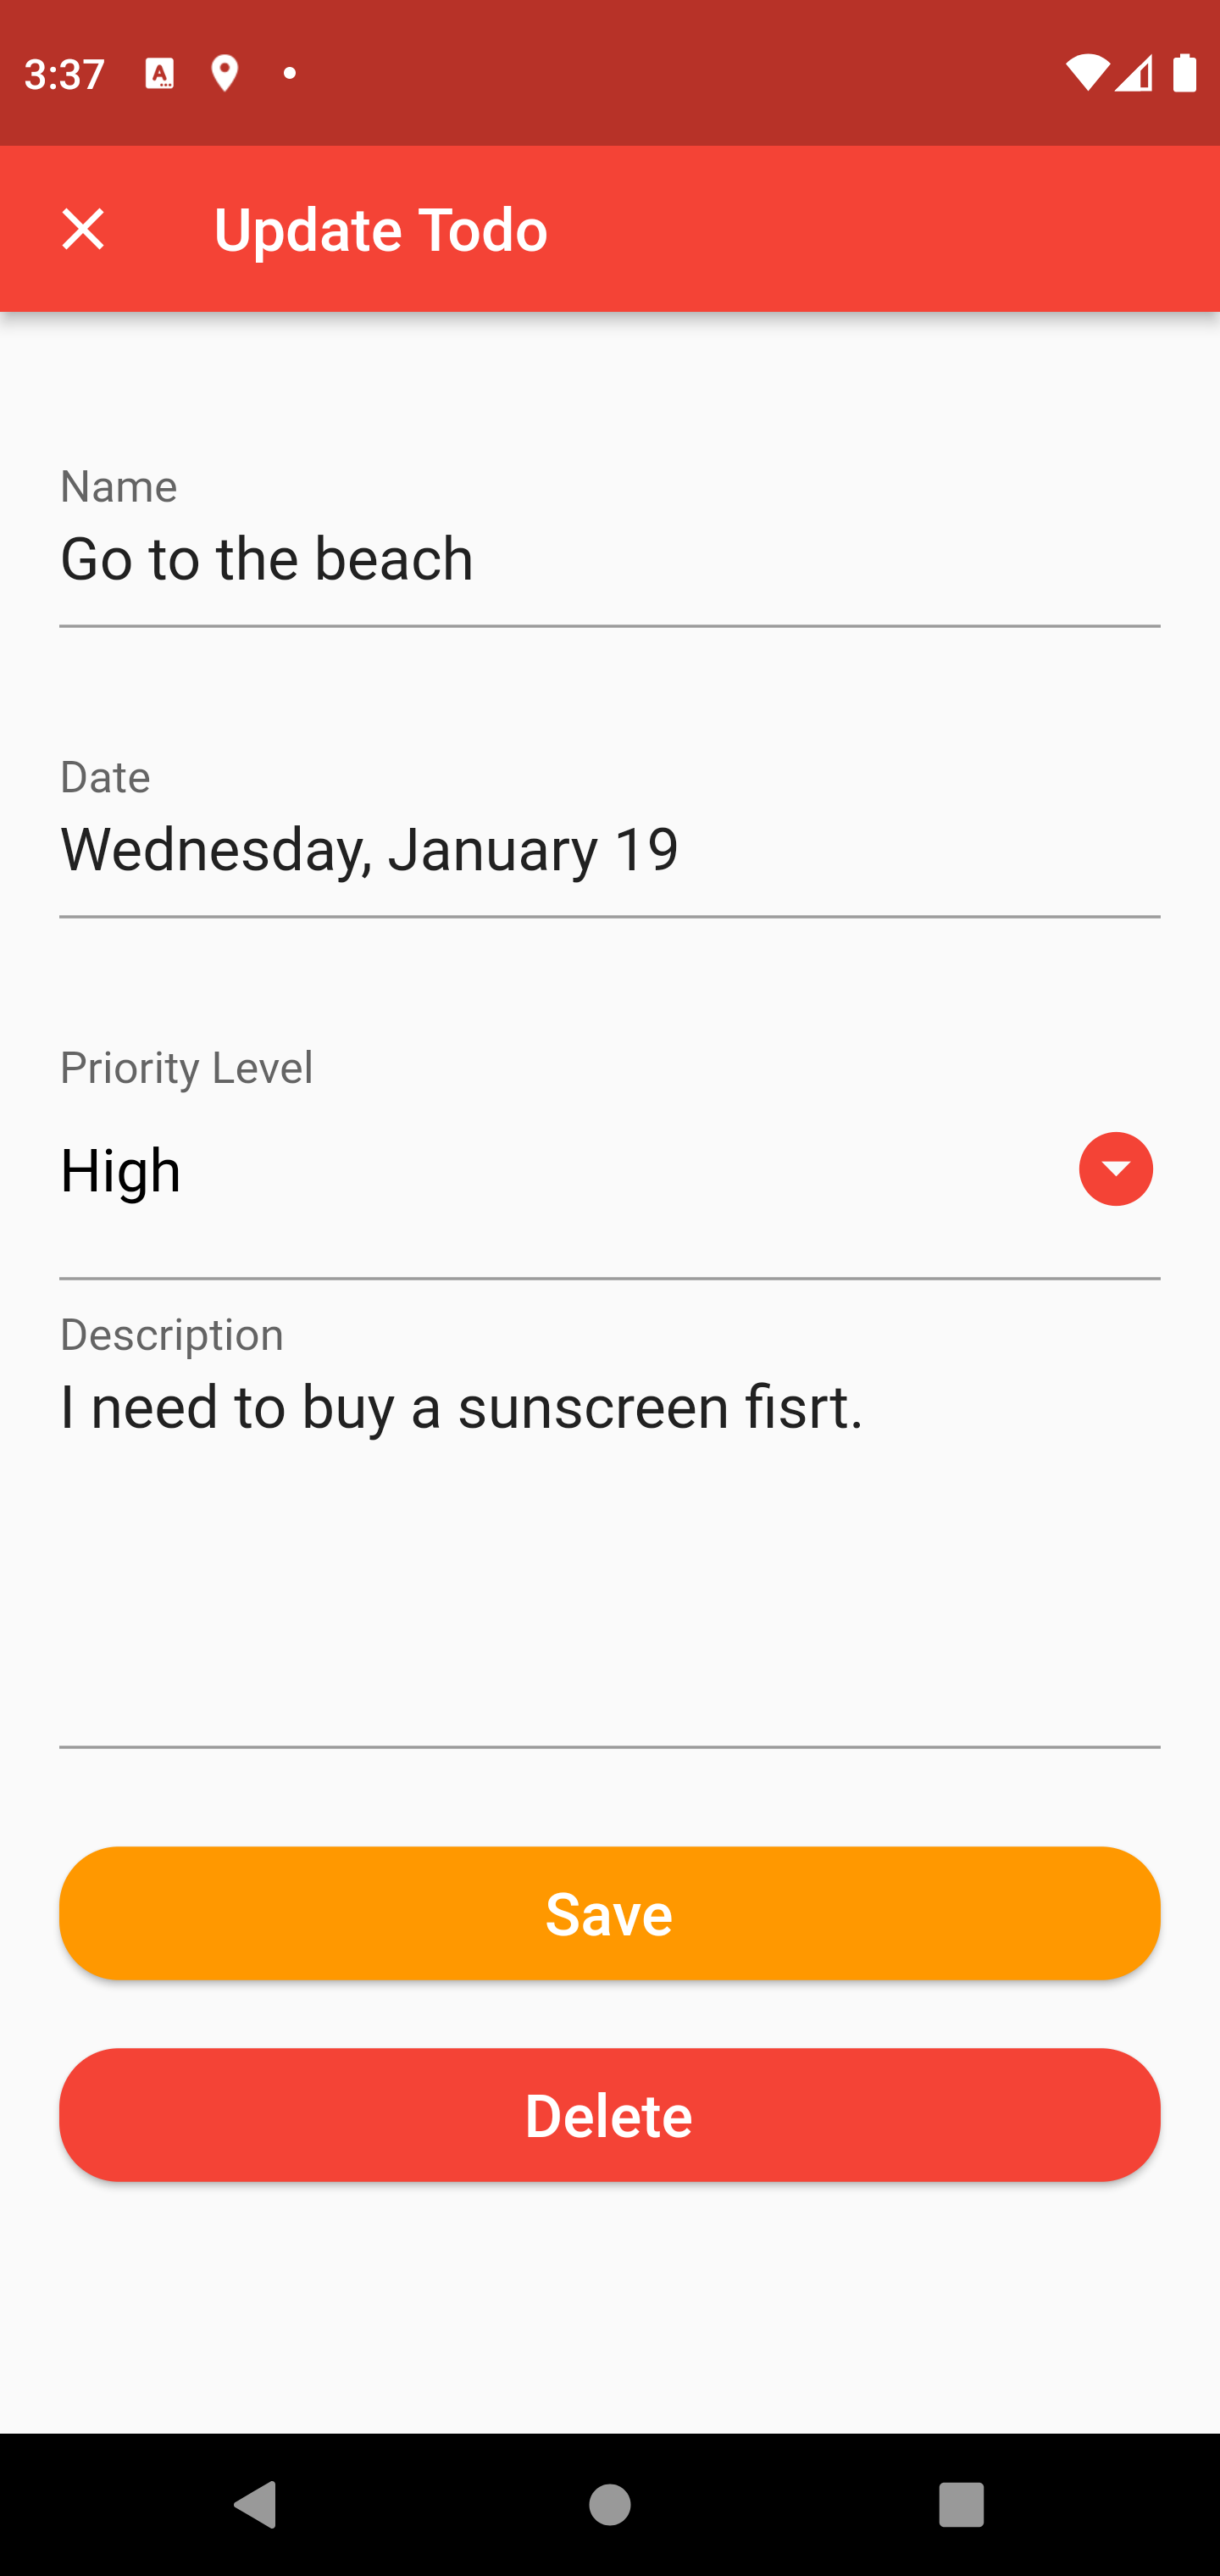 3:37
Update Todo
Name
Go to the beach
Date
Wednesday, January 19
Priority Level
High
Description
I need to buy a sunscreen fisrt.
Save
Delete